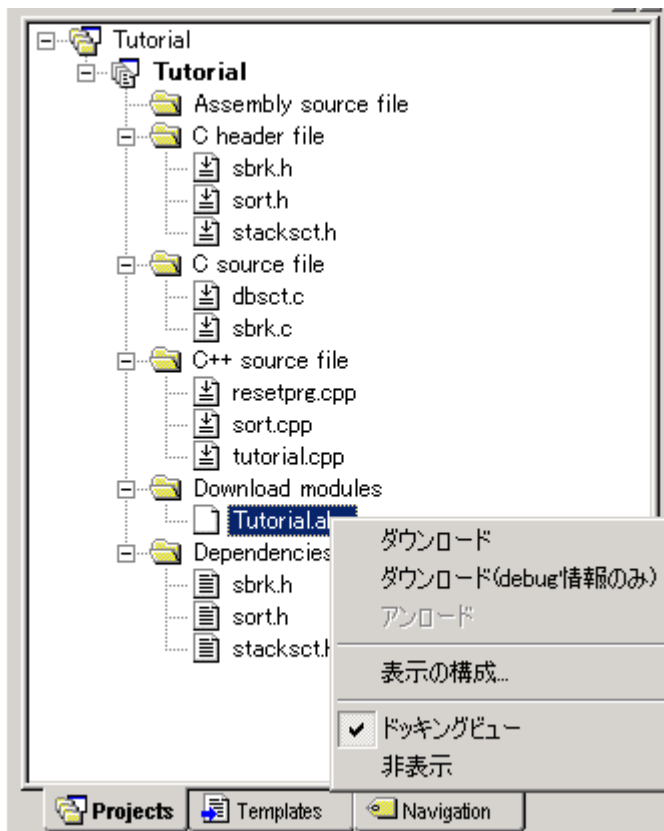 Tutorial
Tutorial
Assembly source file
C header file
sbrk.h
sort.h
stacksct.h
C source file
dbsct.c
sbrk.c
C++ source file
resetprg.cpp
sort.cpp
tutorial.cpp
Download modules
Tutorial.a
Dependencies
sbrk.h
sort.h
stacksct.h
ダウンロード
ダウンロード(debug情報のみ)
アンロード
表示の構成...
ドッキングビュー
非表示
Projects
Templates
Navigation